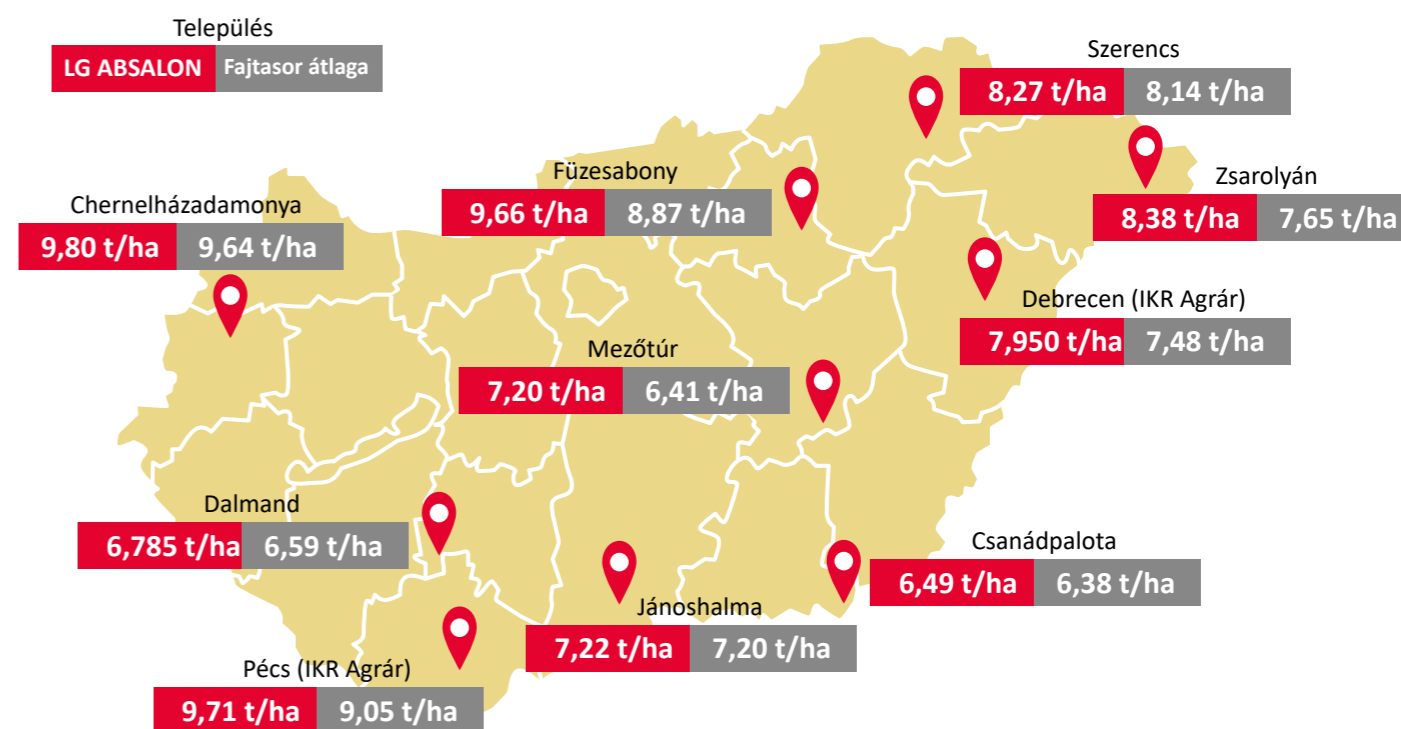 Település
LG ABSALON Fajtasor átlaga
Szerencs
8,27 t/ha 8,14 t/ha
Füzesabony
9,66 t/ha 8,87 t/ha
Zsarolyán
8,38 t/ha 7,65 t/ha
Chernelházadamonya
9,80 t/ha 9,64 t/ha
Debrecen (IKR Agrár)
7,950 t/ha 7,48 t/ha
Mezőtúr
7,20 t/ha 6,41 t/ha
Dalmand
6,785 t/ha 6,59 t/ha
Csanádpalota
6,49 t/ha 6,38 t/ha
Jánoshalma
7,22 t/ha 7,20 t/ha
Pécs (IKR Agrár)
9,71 t/ha 9,05 t/ha